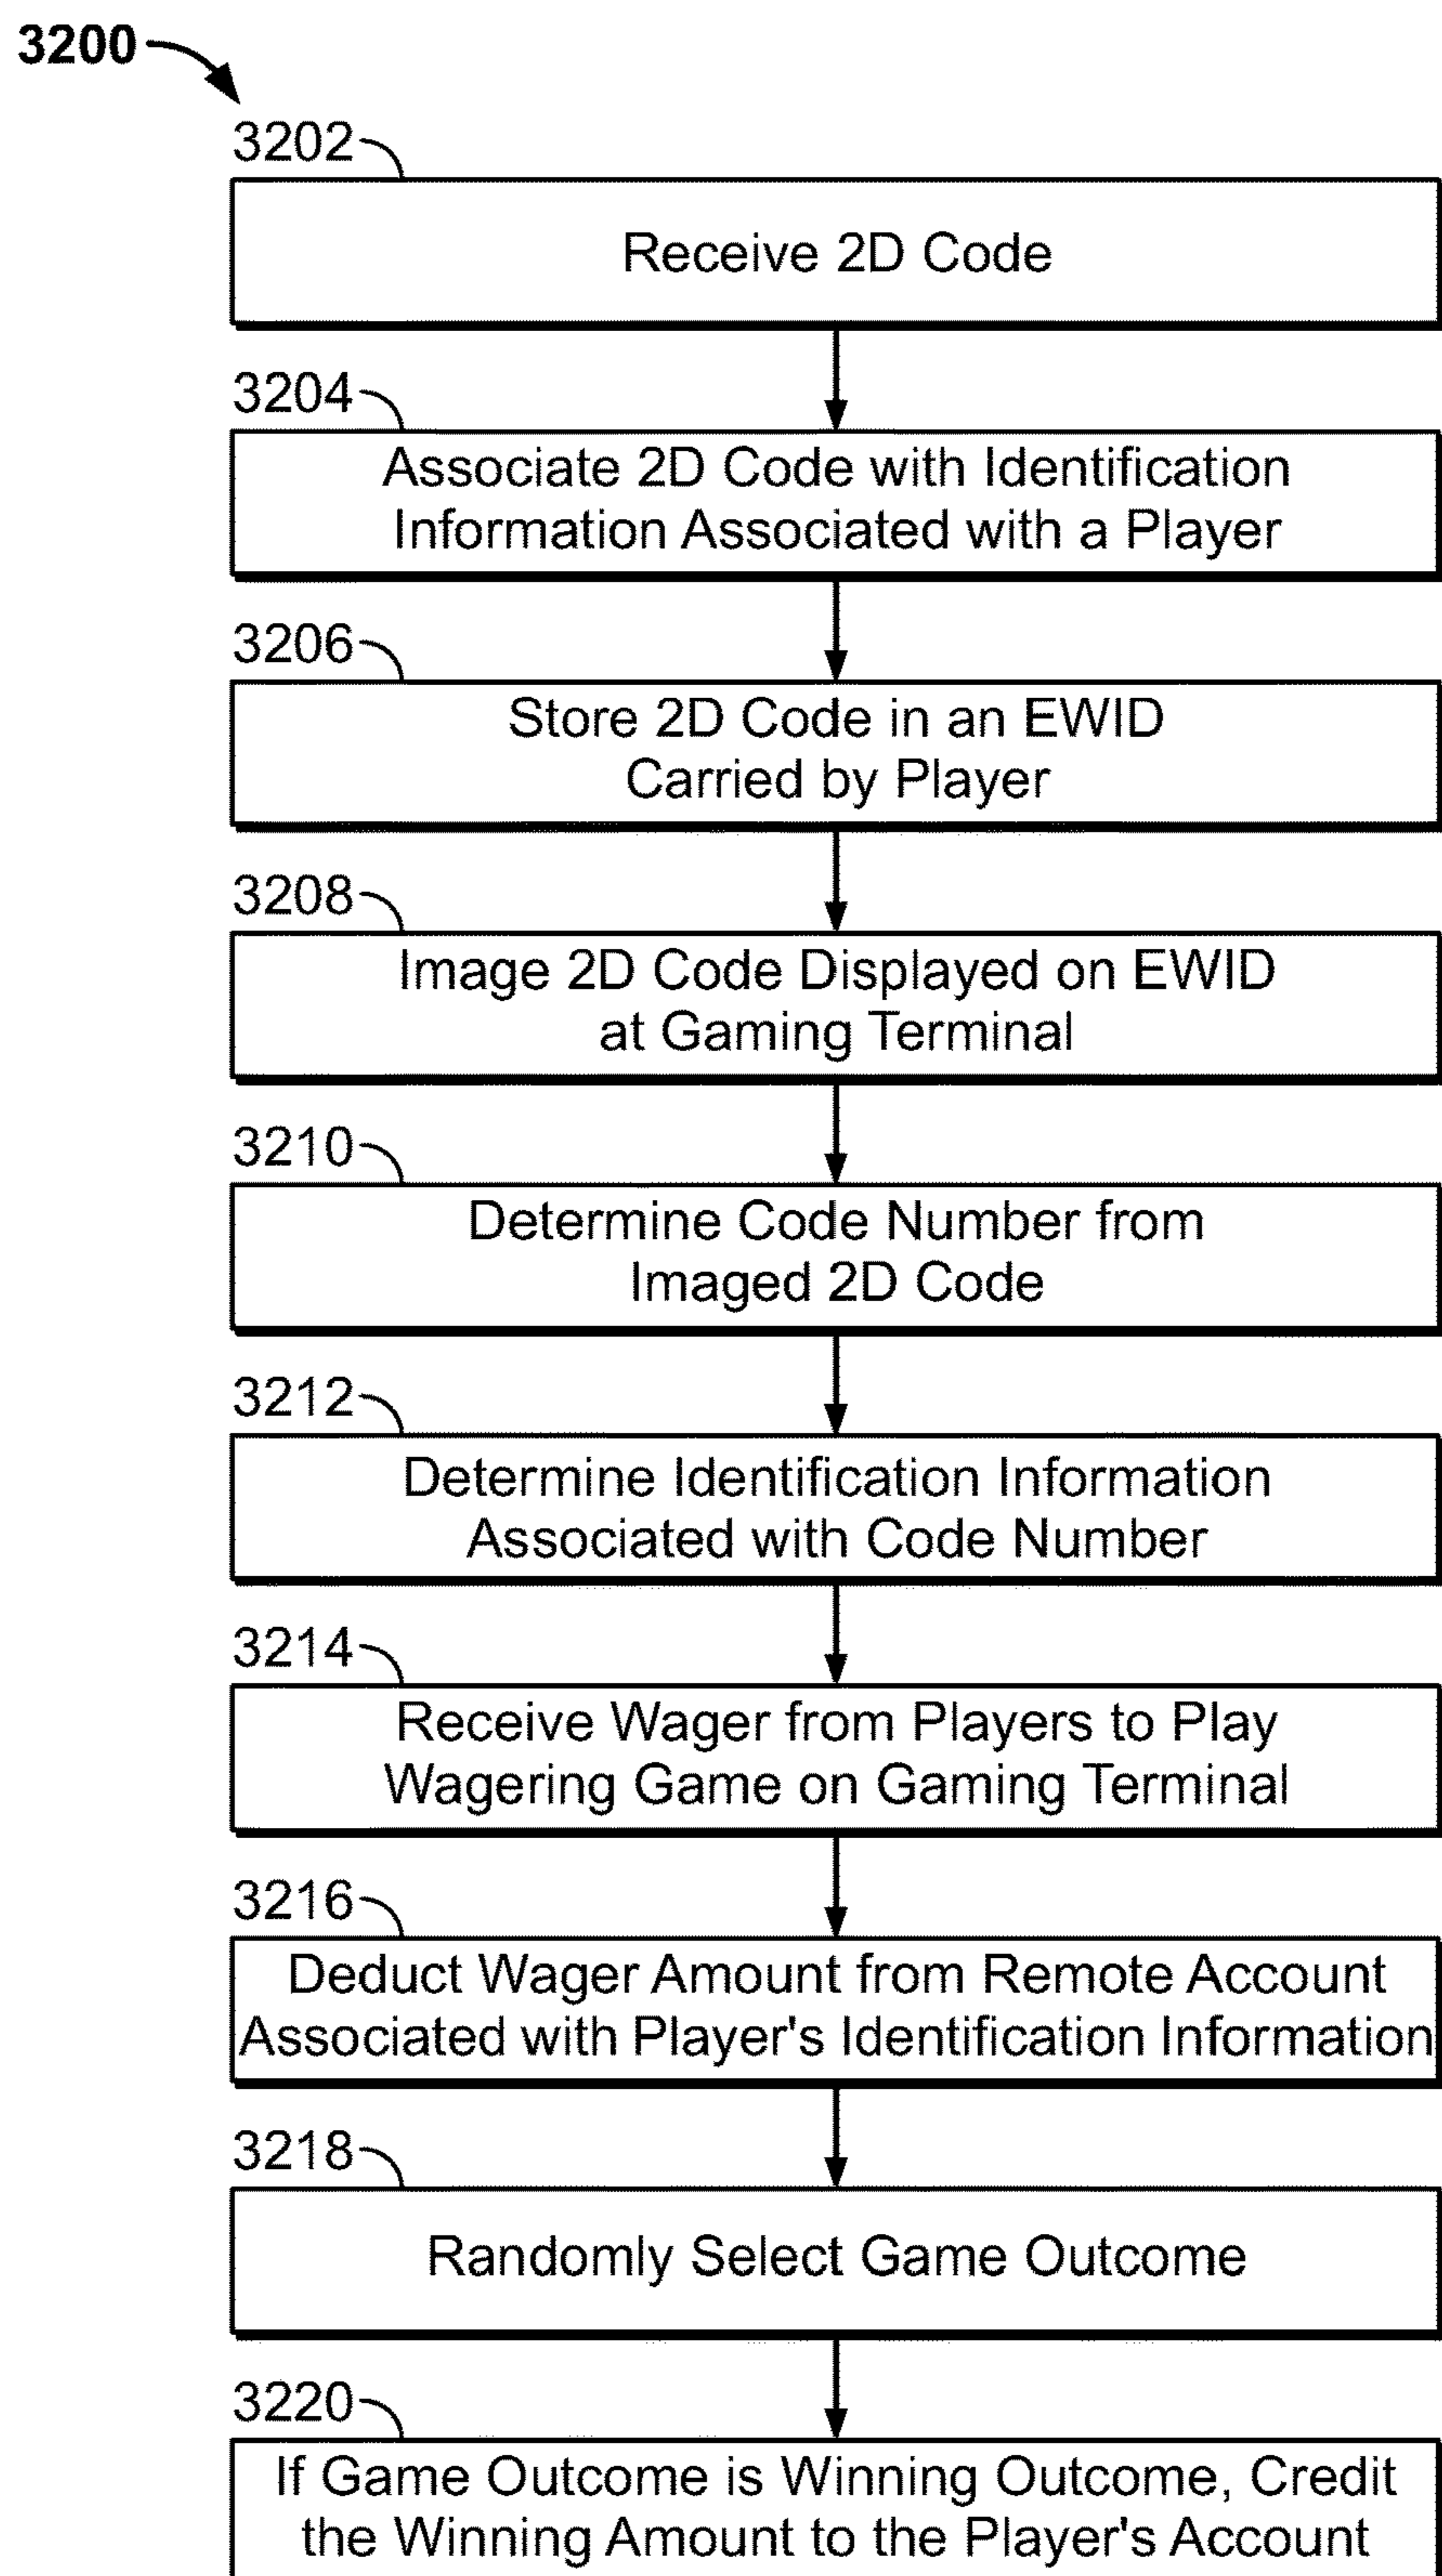 3200
3202
Receive 2D Code
3204
Associate 2D Code with Identification
Information Associated with a Player
3206
Store 2D Code in an EWID
Carried by Player
3208
Image 2D Code Displayed on EWID
at Gaming Terminal
3210
Determine Code Number from
Imaged 2D Code
3212
Determine Identification Information
Associated with Code Number
3214
Receive Wager from Players to Play
Wagering Game on Gaming Terminal
3216
Deduct Wager Amount from Remote Account
Associated with Player's Identification Information
3218
Randomly Select Game Outcome
3220
If Game Outcome is Winning Outcome, Credit
the Winning Amount to the Player's Account